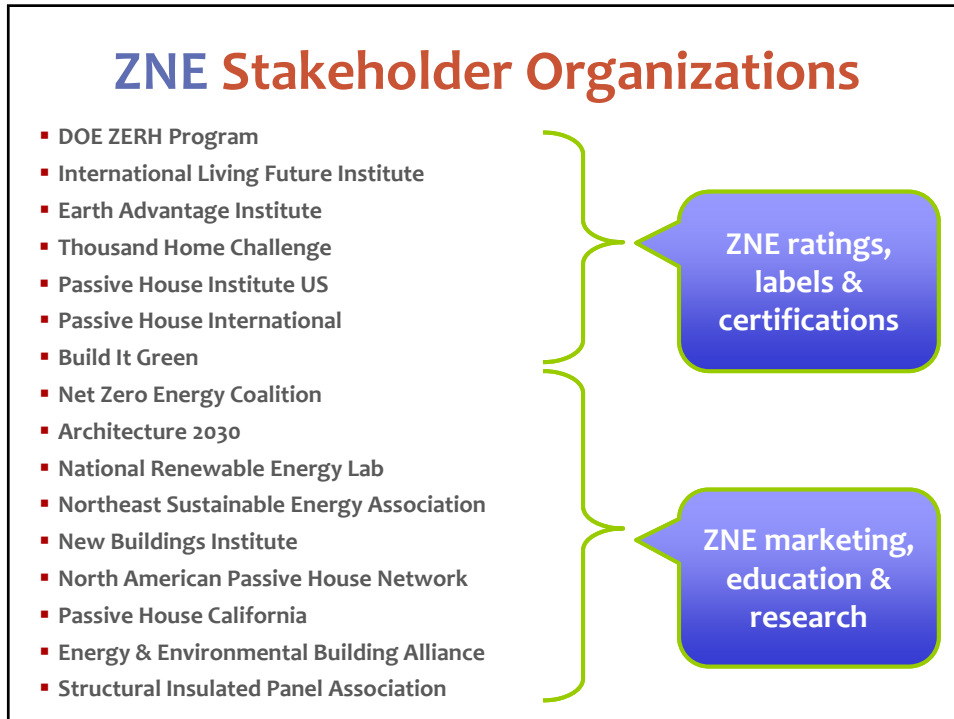 ZNE Stakeholder Organizations
▪ DOE ZERH Program
▪ International Living Future Institute
▪ Earth Advantage Institute
▪ Thousand Home Challenge
▪ Passive House Institute US
▪ Passive House International
▪ Build It Green
▪ Net Zero Energy Coalition
▪ Architecture 2030
▪ National Renewable Energy Lab
▪ Northeast Sustainable Energy Association
▪ New Buildings Institute
▪ North American Passive House Network
▪ Passive House California
▪ Energy & Environmental Building Alliance
▪ Structural Insulated Panel Association
ZNE ratings,
labels &
certifications
ZNE marketing,
education &
research